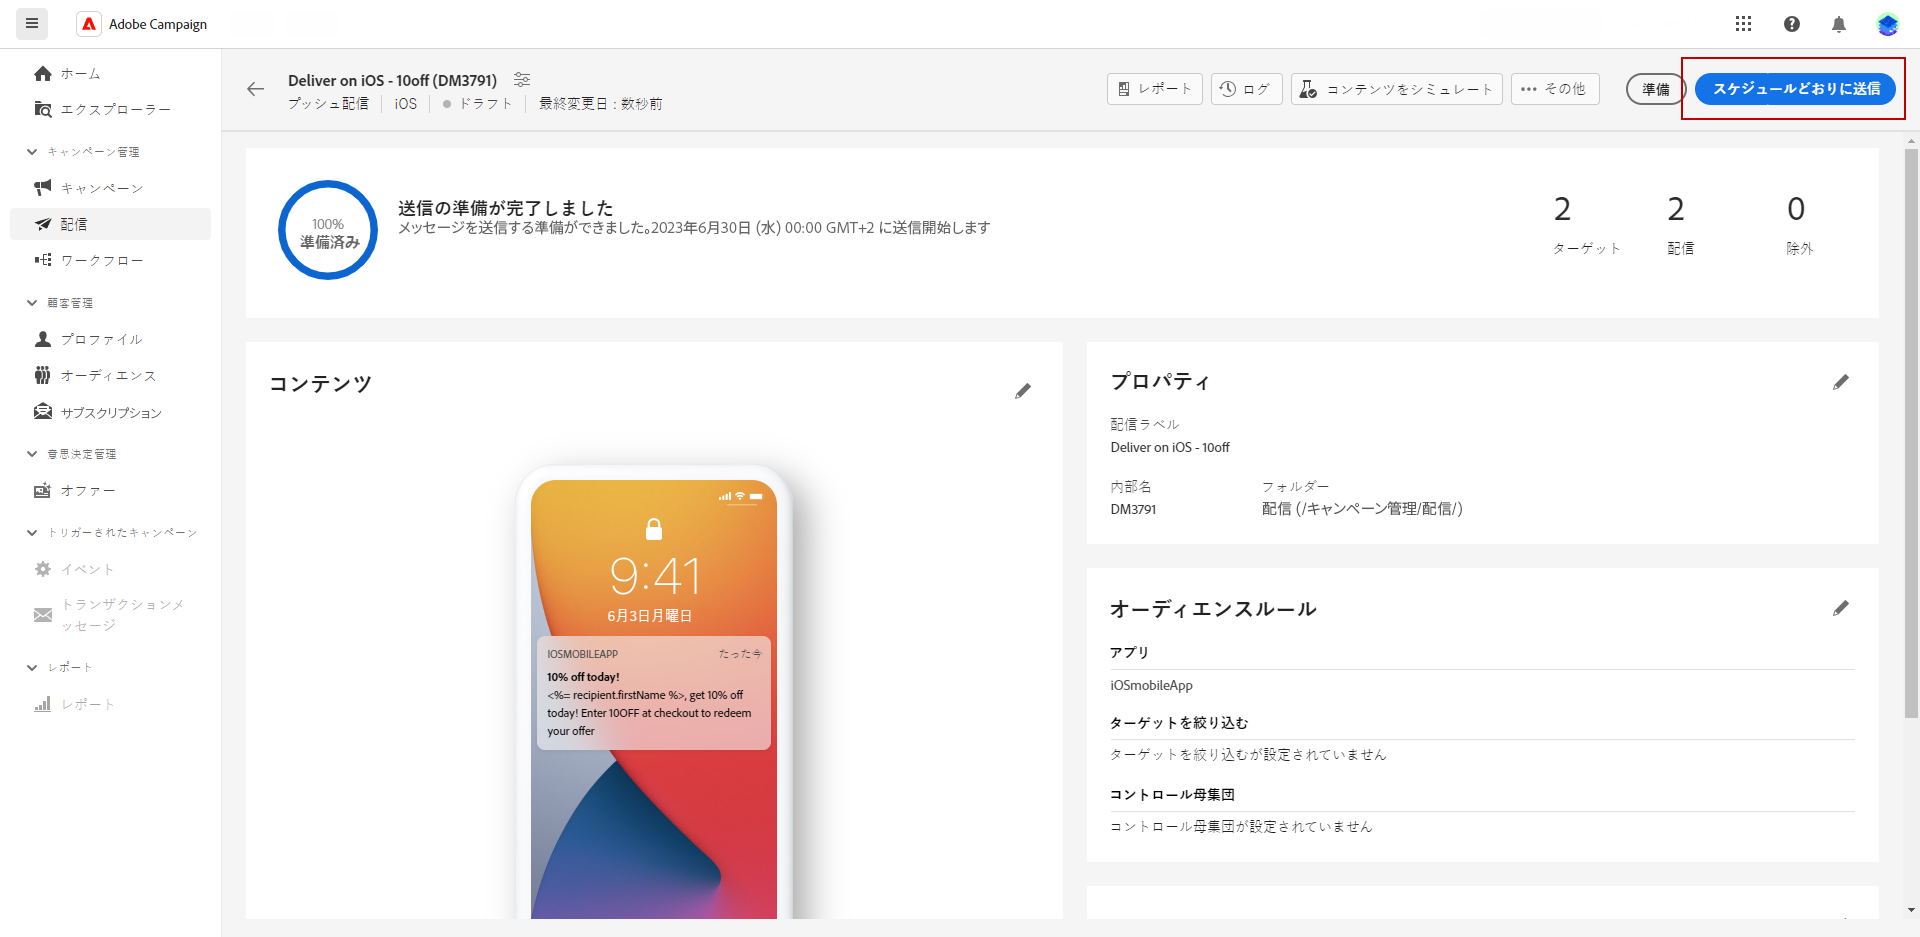 Adobe Campaign
ホーム
エクスプローラー
キャンペーン管理
キャンペーン
配信
ワークフロー
顧客管理
プロファイル
オーディエンス
サブスクリプション
意思決定管理
オファー
トリガーされたキャンペーン
イベント
トランザクションメ
ッセージ
レポート
レポート
Deliver on iOS - 10off (DM3791)
プッシュ配信 iOS ドラフト 最終変更日 : 数秒前
レポート ログ コンテンツをシミュレート その他 準備 スケジュールどおりに送信
100%
準備済み
送信の準備が完了しました
メッセージを送信する準備ができました。2023年6月30日 (水) 00:00 GMT+2 に送信開始します
2 2 0
ターゲット 配信 除外
コンテンツ
9:41
6月3日月曜日
IOSMOBILEAPP たった今
10% off today!
<%= recipient.firstName %>, get 10% off
today! Enter 10OFF at checkout to redeem
your offer
プロパティ
配信ラベル
Deliver on iOS - 10off
内部名 フォルダー
DM3791 配信 (/キャンペーン管理/配信/)
オーディエンスルール
アプリ
iOSmobileApp
ターゲットを絞り込む
ターゲットを絞り込むが設定されていません
コントロール母集団
コントロール母集団が設定されていません